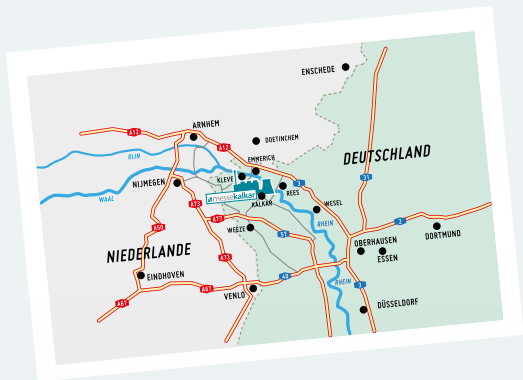 ENSCHEDE
ARNHEM
A12
A12
DOETINCHEM
DEUTSCHLAND
RIJN
EMMERICH
KLEVE
31
NIJMEGEN
3
REES
messekalkar
KALKAR
WAAL
A73
WESEL
A77
RHEIN
2
A50
WEEZE
57
DORTMUND
OBERHAUSEN
ESSEN
NIEDERLANDE
A73
EINDHOVEN
40
RHEIN
3
A67
VENLO
A67
DÜSSELDORF